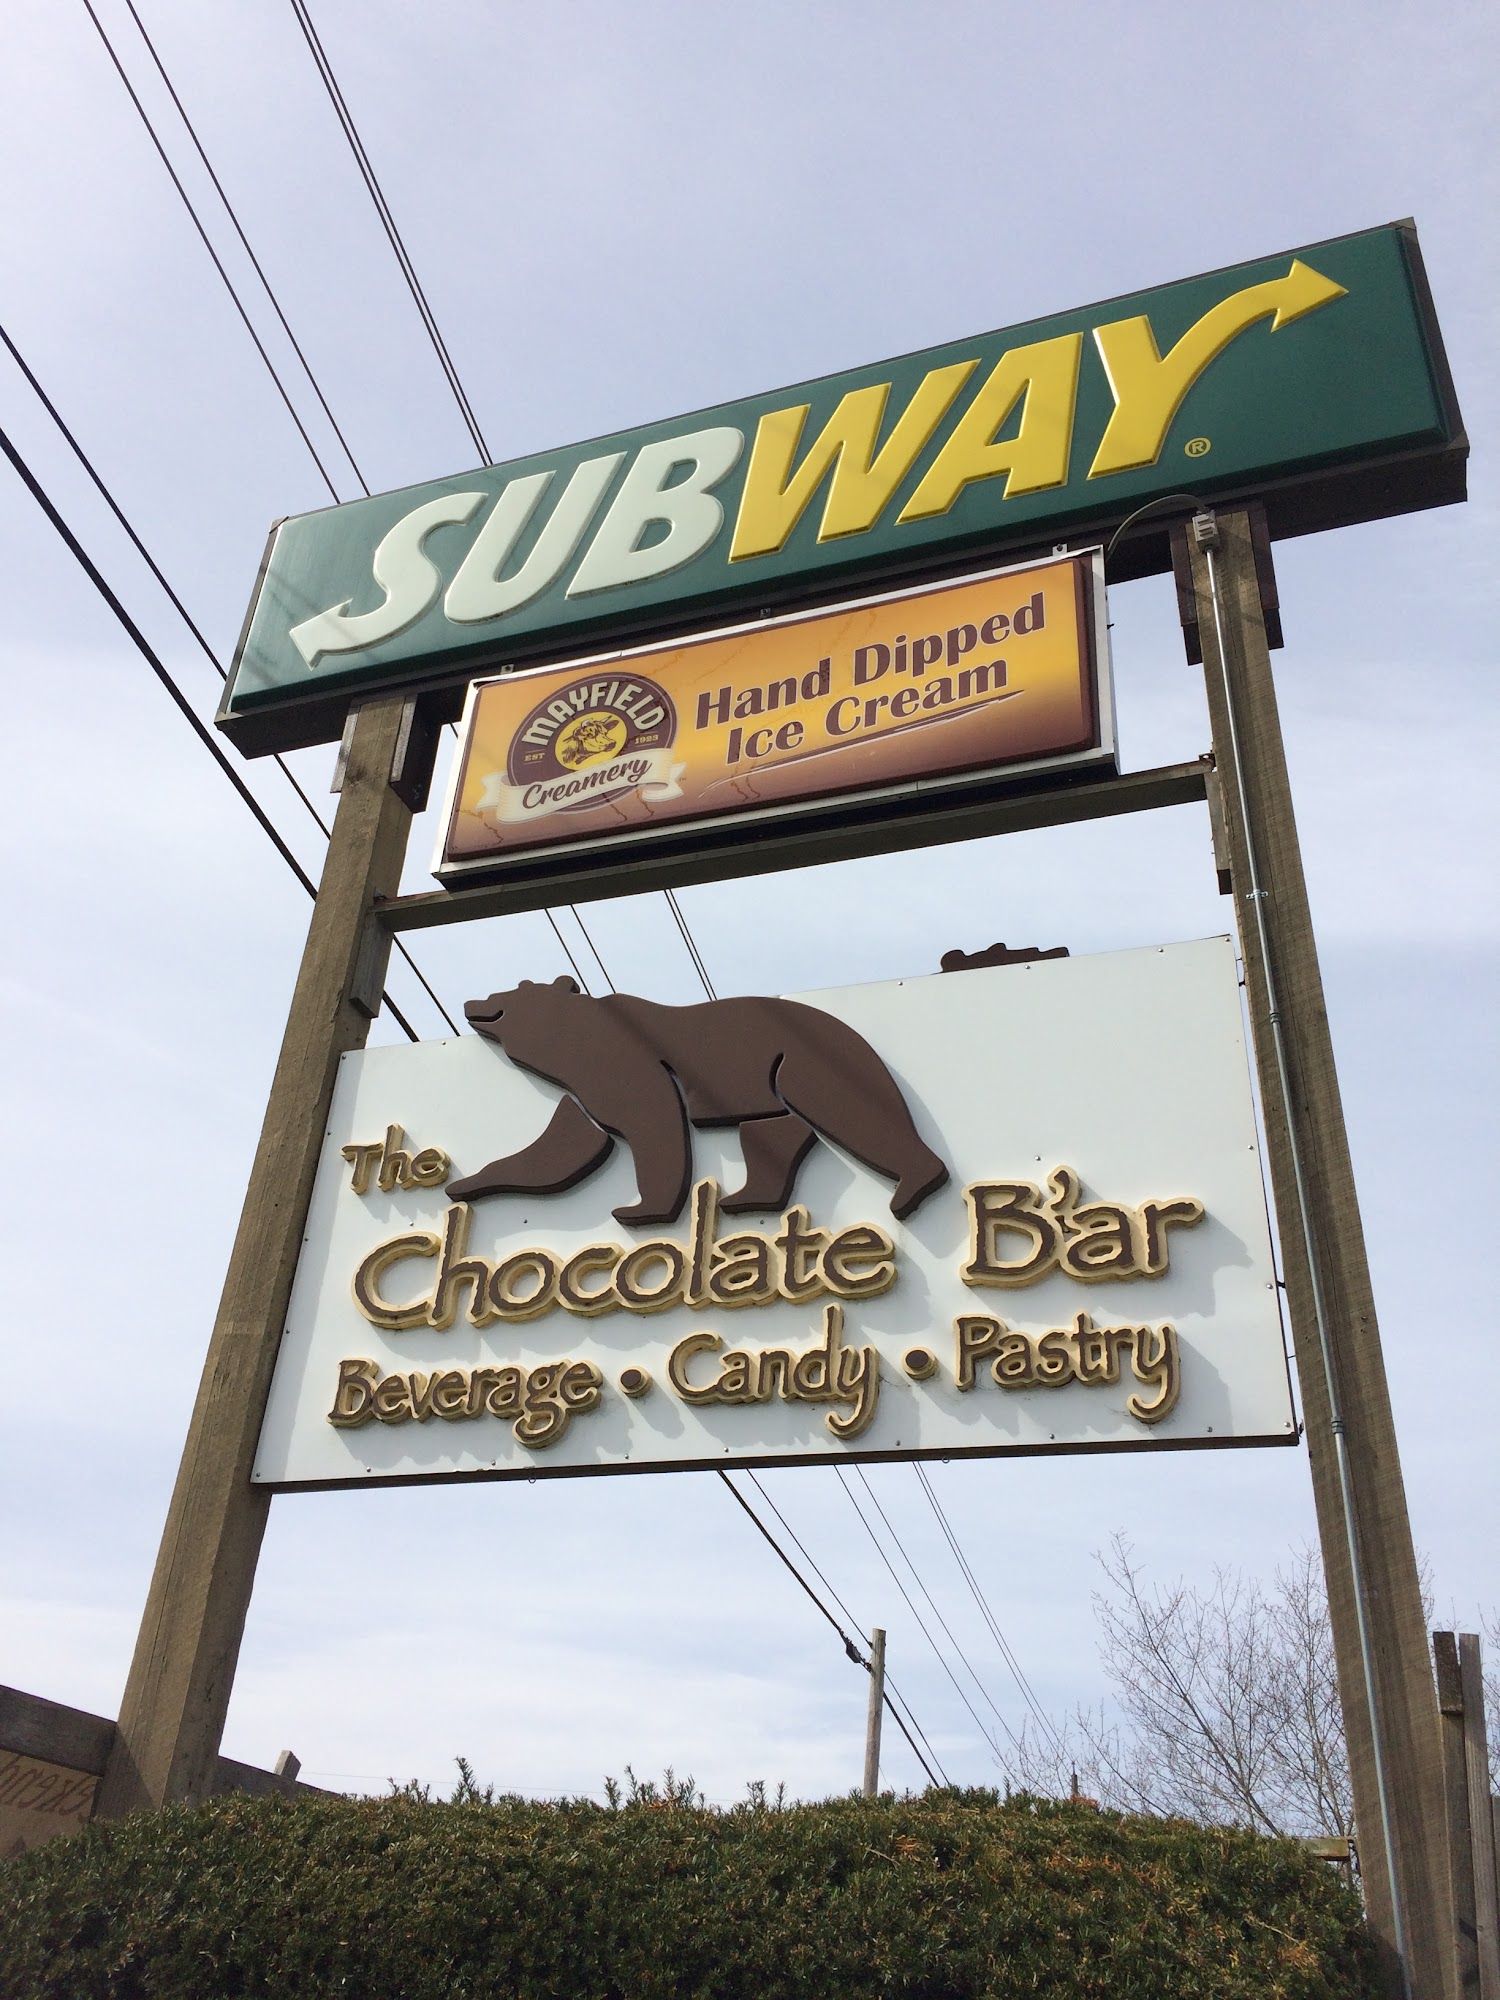 SUBWAY®
MAYFIELD
EST 1923
Creamery
Hand Dipped
Ice Cream
The
Chocolate B'ar
Beverage • Candy • Pastry